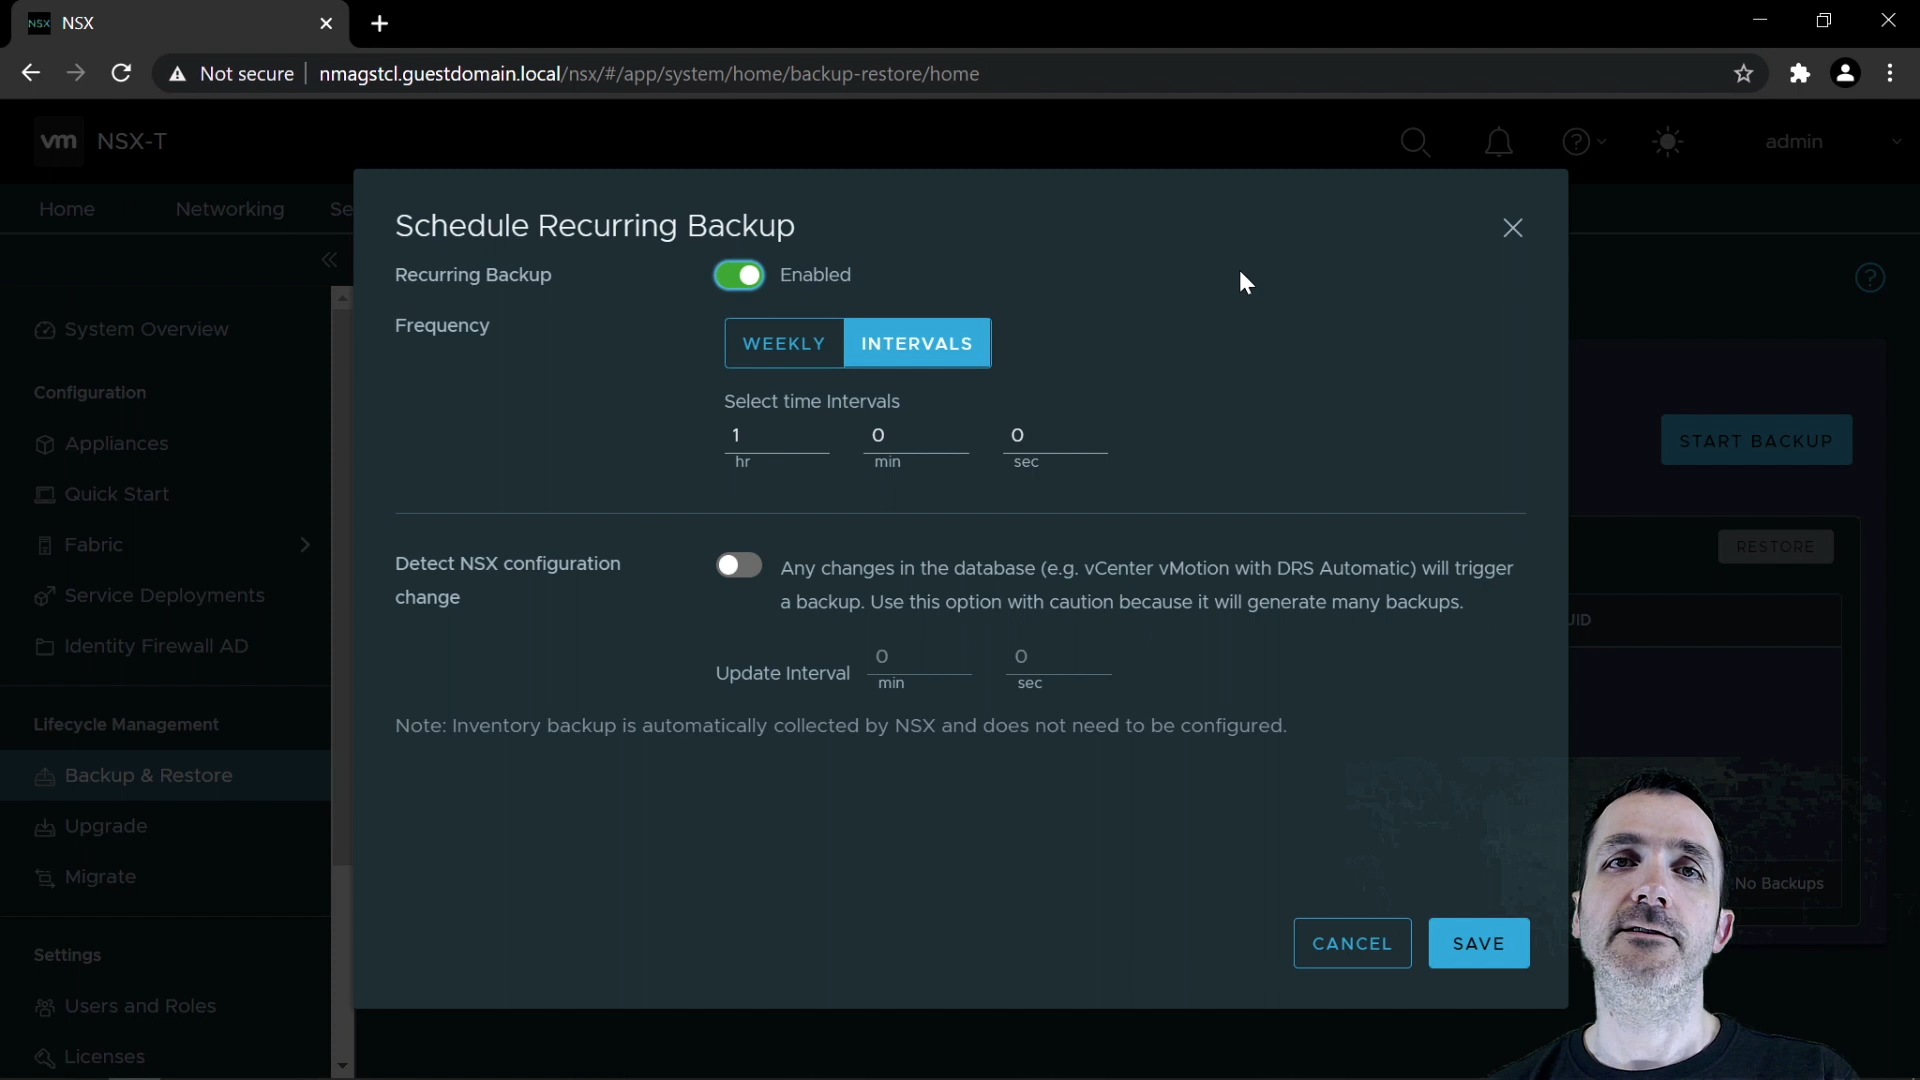 NSX
NSX
Not secure
nmagstcl.guestdomain.local/nsx/#/app/system/home/backup-restore/home
vm
NSX-T
admin
Home
Networking
Se
Schedule Recurring Backup
Recurring Backup
Enabled
Frequency
WEEKLY
INTERVALS
Select time Intervals
1
0
0
hr
min
sec
Detect NSX configuration
change
Any changes in the database (e.g. vCenter vMotion with DRS Automatic) will trigger
a backup. Use this option with caution because it will generate many backups.
Update Interval
0
0
min
sec
Note: Inventory backup is automatically collected by NSX and does not need to be configured.
CANCEL
SAVE
System Overview
Configuration
Appliances
Quick Start
Fabric
Service Deployments
Identity Firewall AD
Lifecycle Management
Backup & Restore
Upgrade
Migrate
Settings
Users and Roles
Licenses
START BACKUP
RESTORE
UID
No Backups